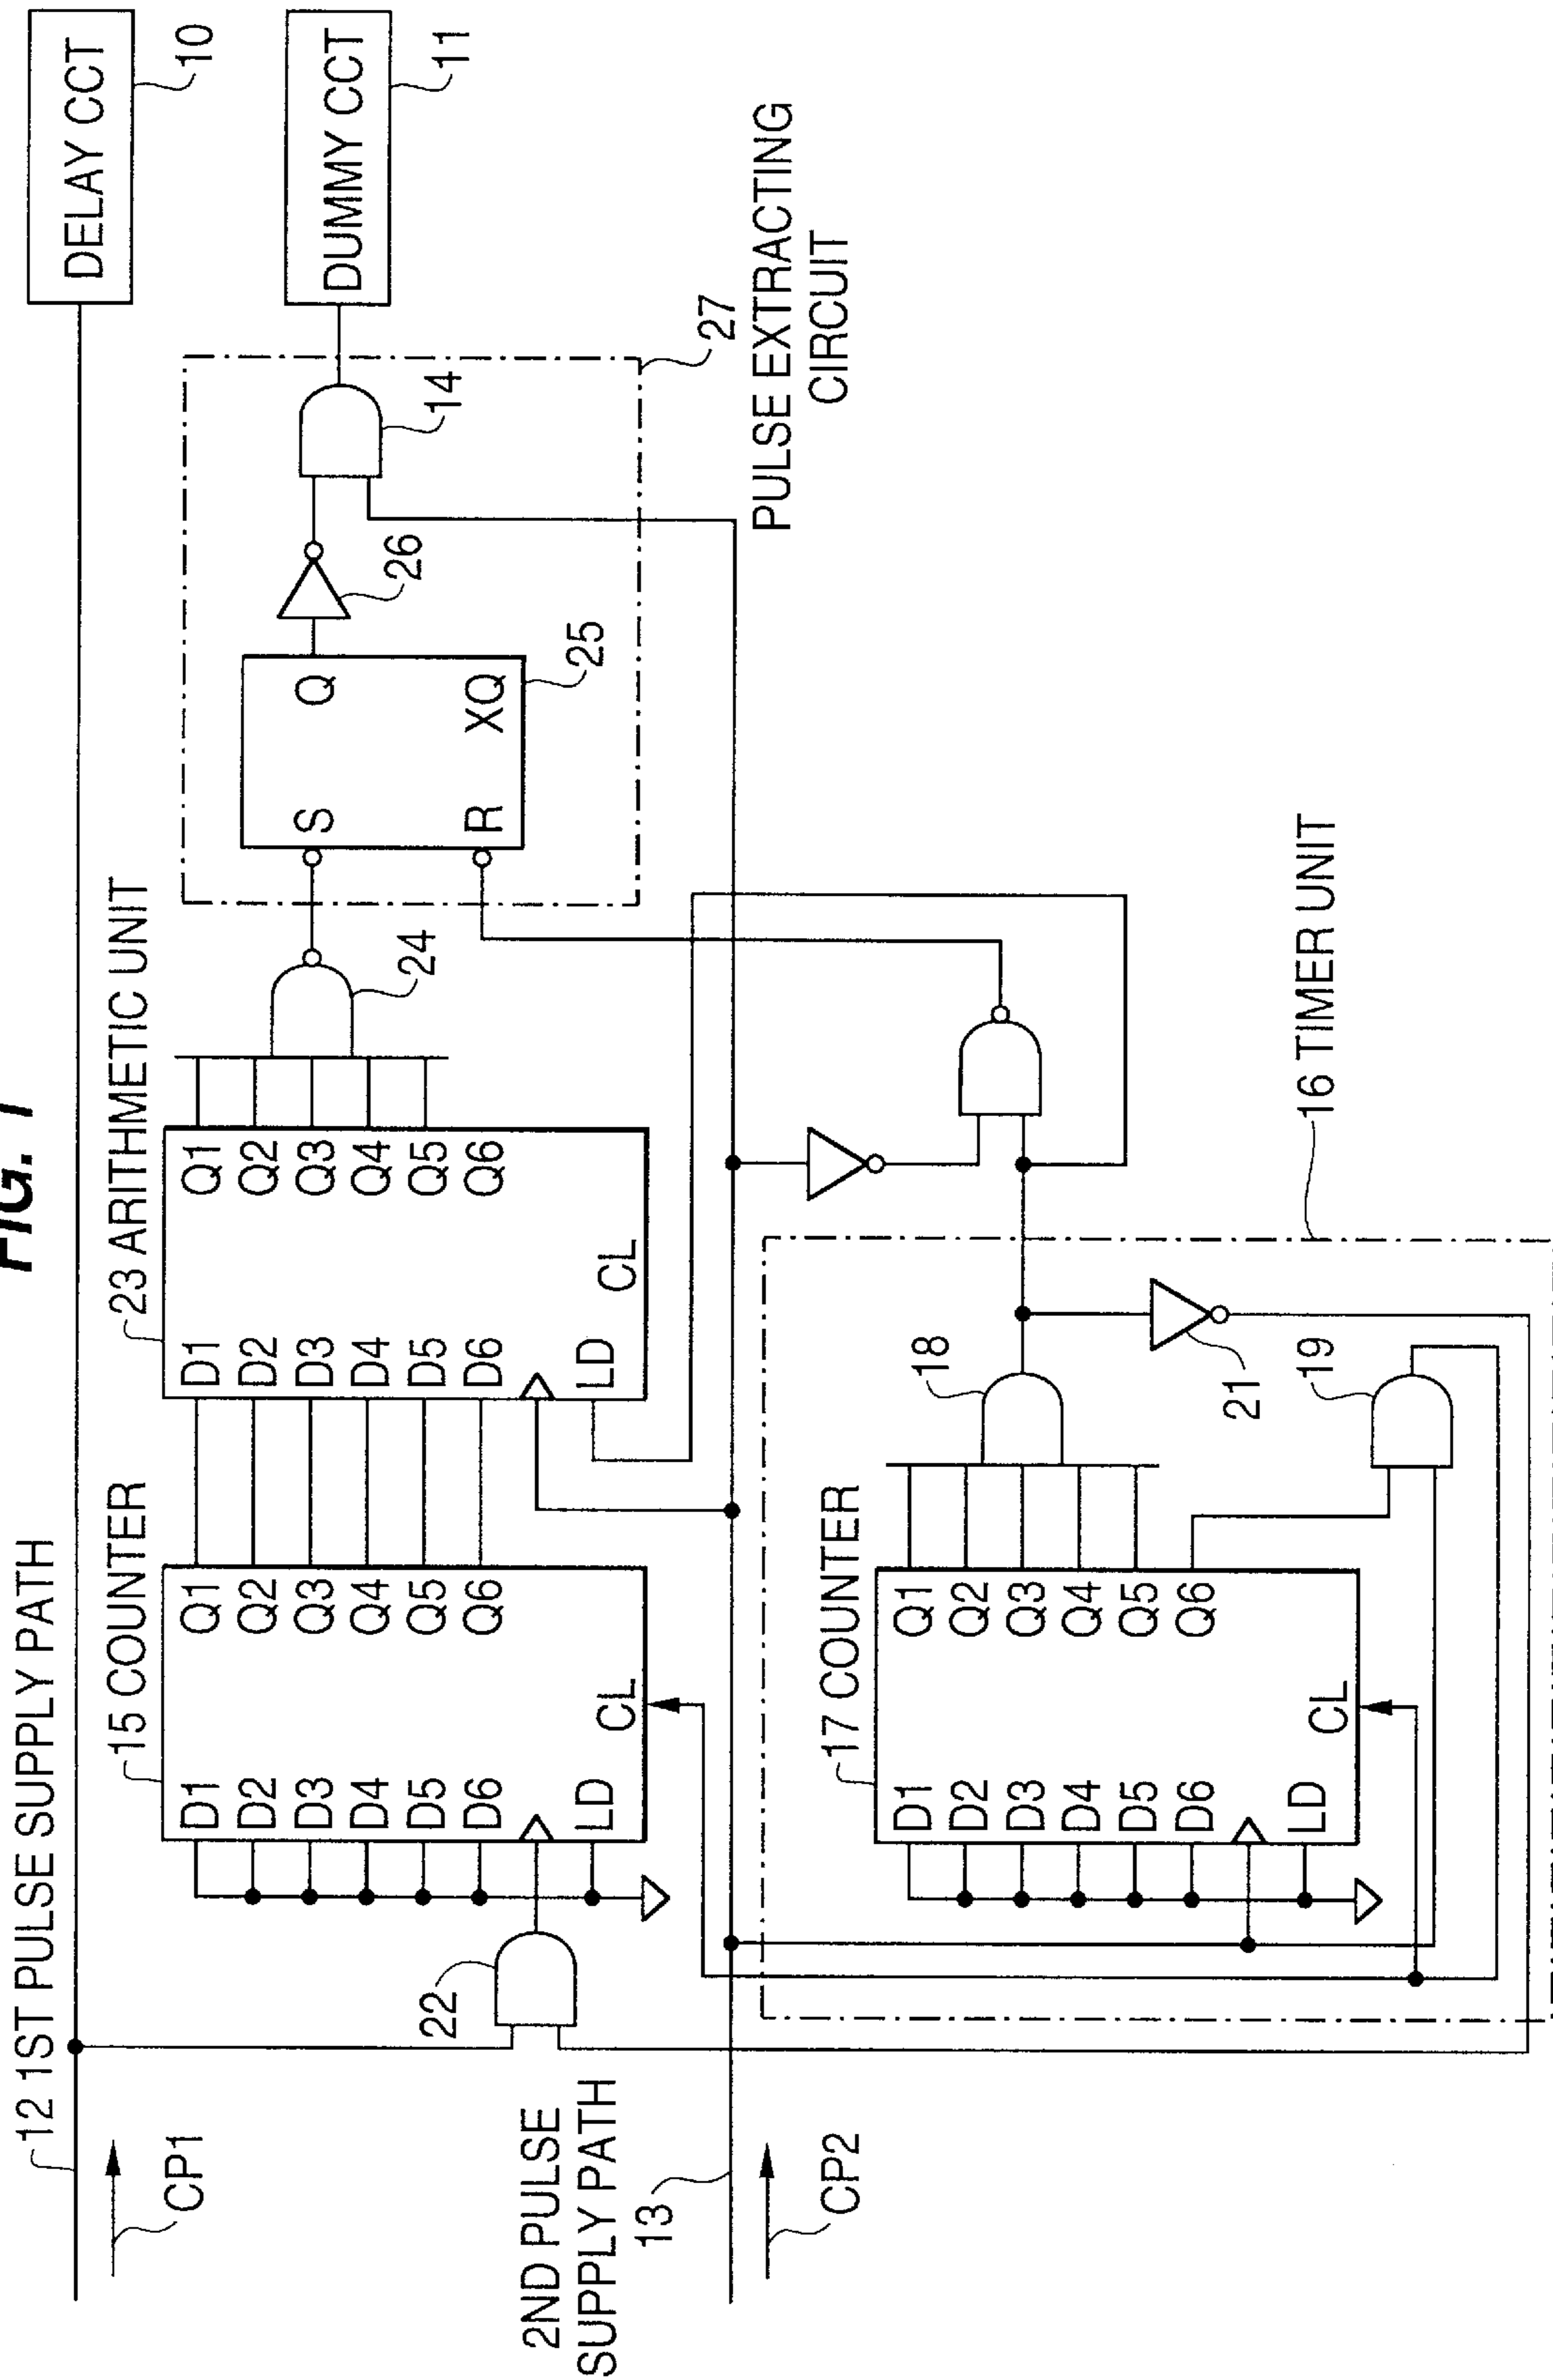 FIG. 1
12 1ST PULSE SUPPLY PATH
CP1
DELAY CCT
10
15 COUNTER
D1
D2
D3
D4
D5
D6
LD
CL
Q1
Q2
Q3
Q4
Q5
Q6
22
23 ARITHMETIC UNIT
D1
D2
D3
D4
D5
D6
LD
CL
Q1
Q2
Q3
Q4
Q5
Q6
24
S
R
Q
XQ
25
26
14
DUMMY CCT
11
27
PULSE EXTRACTING
CIRCUIT
2ND PULSE
SUPPLY PATH
13
CP2
17 COUNTER
D1
D2
D3
D4
D5
D6
LD
CL
Q1
Q2
Q3
Q4
Q5
Q6
18
19
21
16 TIMER UNIT